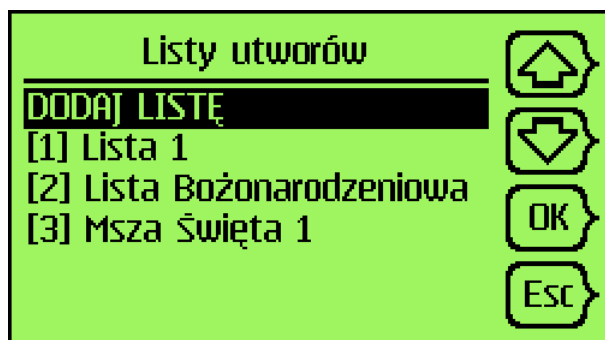 Listy utworów
DODAJ LISTĘ
[1] Lista 1
[2] Lista Bożonarodzeniowa
[3] Msza Święta 1
OK
Esc